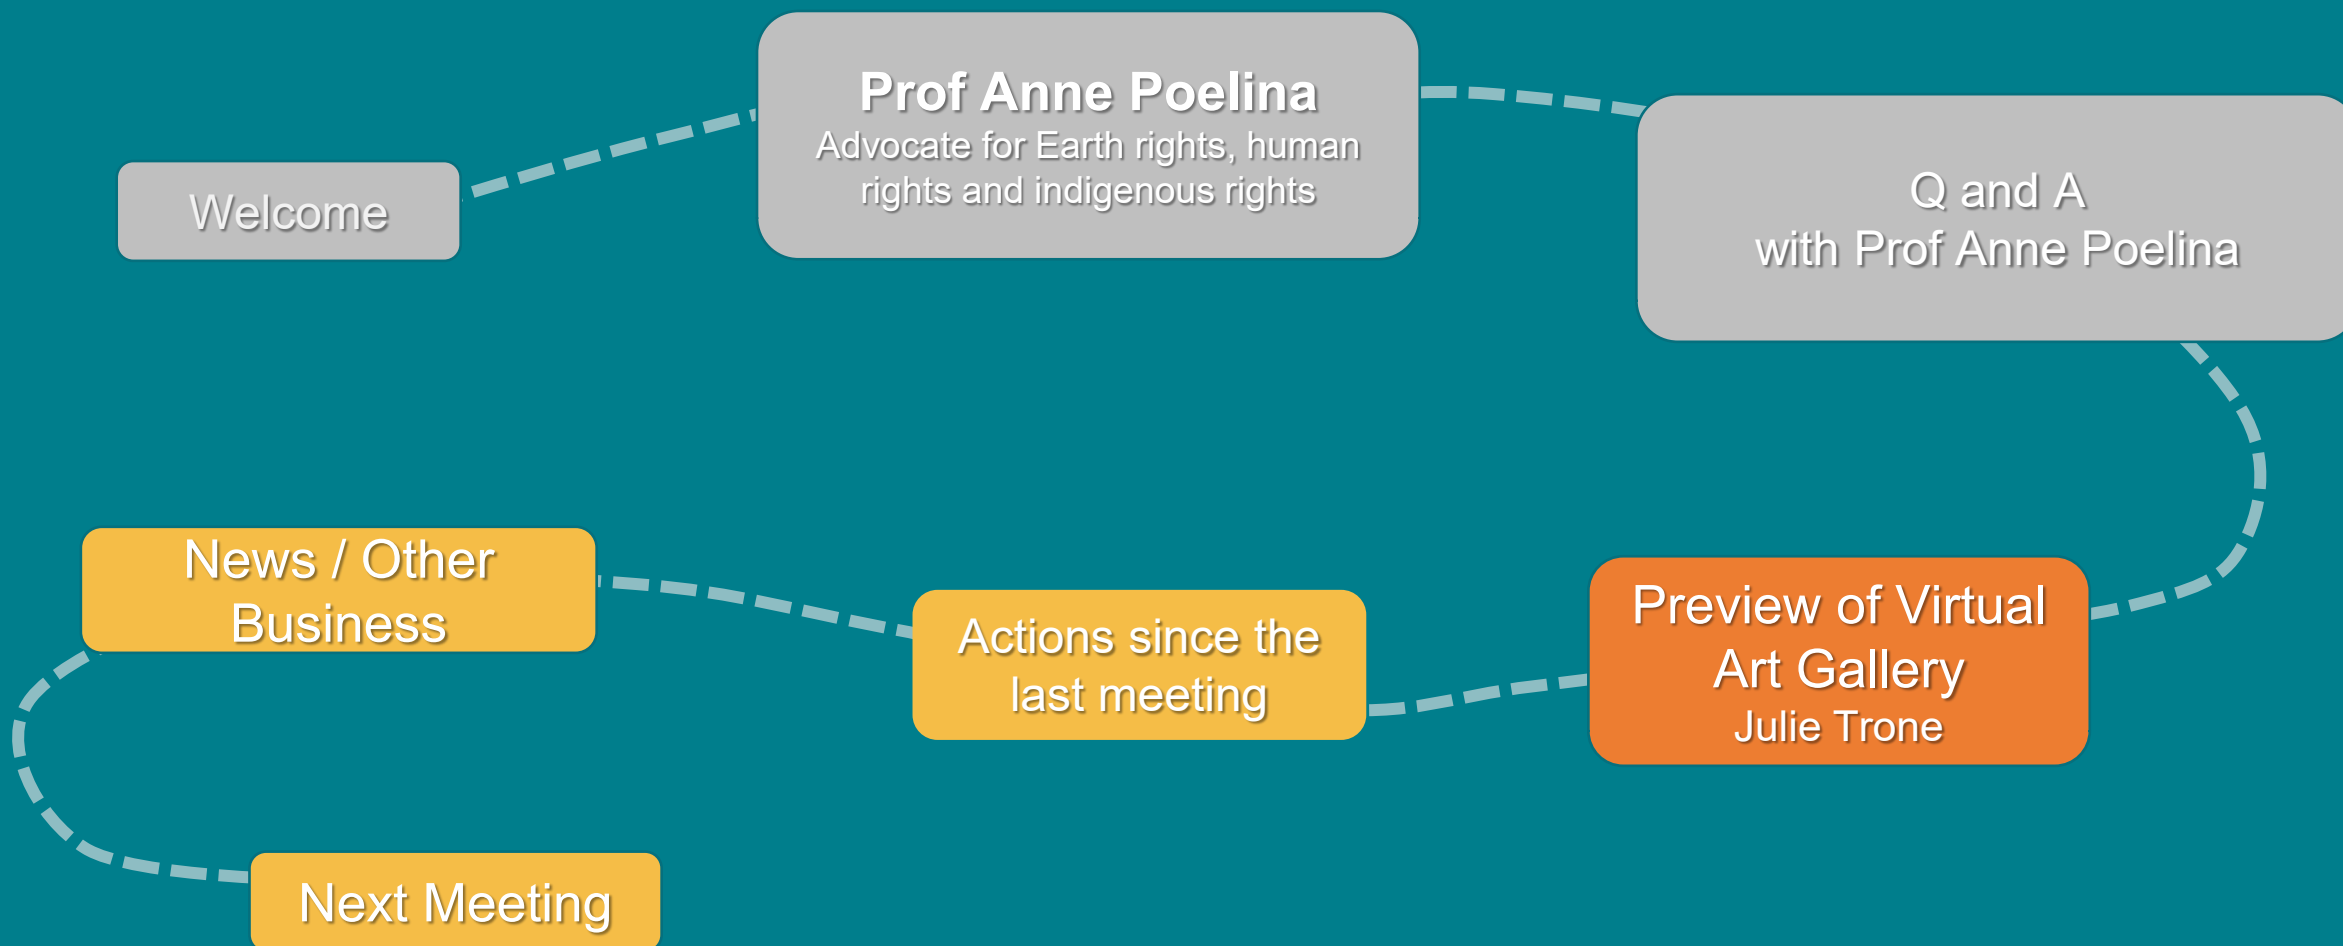 Welcome
Prof Anne Poelina
Advocate for Earth rights, human
rights and indigenous rights
Q and A
with Prof Anne Poelina
Preview of Virtual
Art Gallery
Julie Trone
Actions since the
last meeting
News / Other
Business
Next Meeting